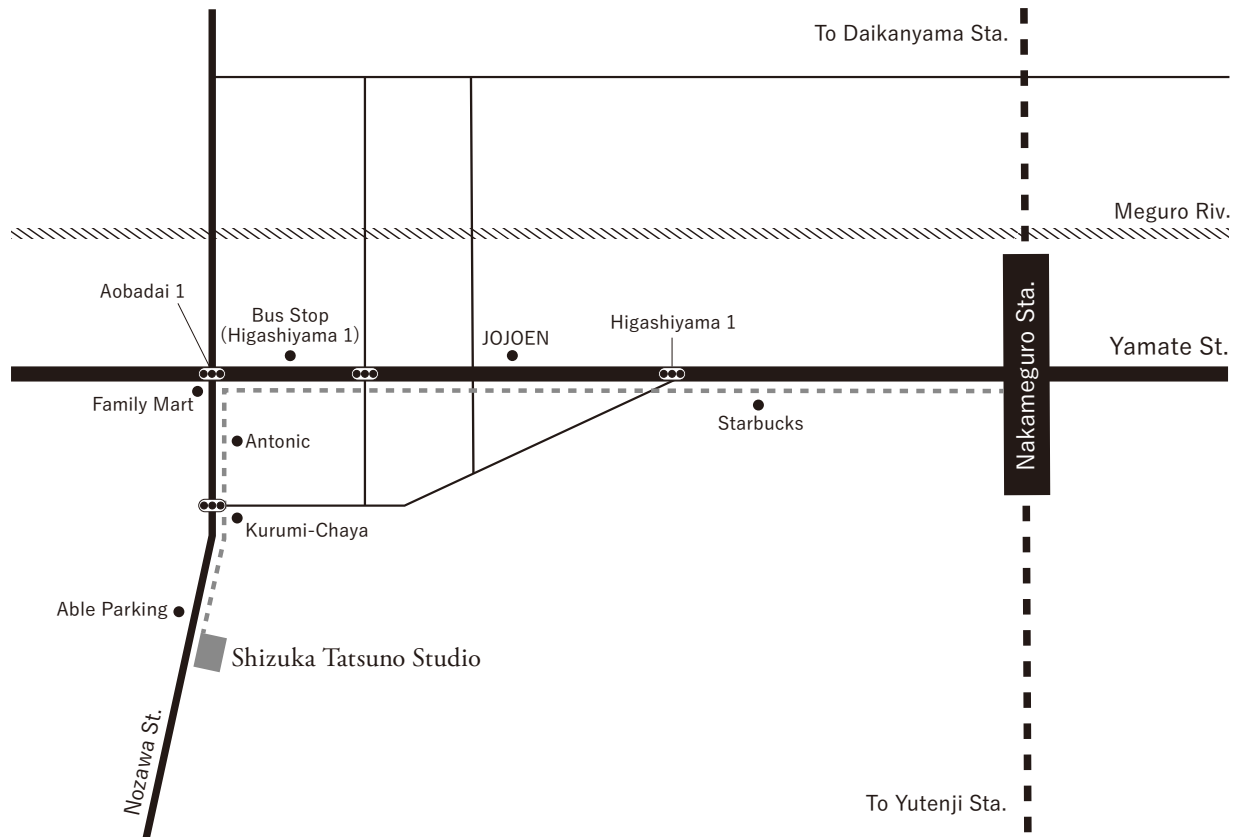 To Daikanyama Sta.
Meguro Riv.
Aobadai 1
Bus Stop
(Higashiyama 1)
JOJOEN
Higashiyama 1
Yamate St.
Nakameguro Sta.
Family Mart
Starbucks
Antonic
Kurumi-Chaya
Able Parking
Shizuka Tatsuno Studio
Nozawa St.
To Yutenji Sta.